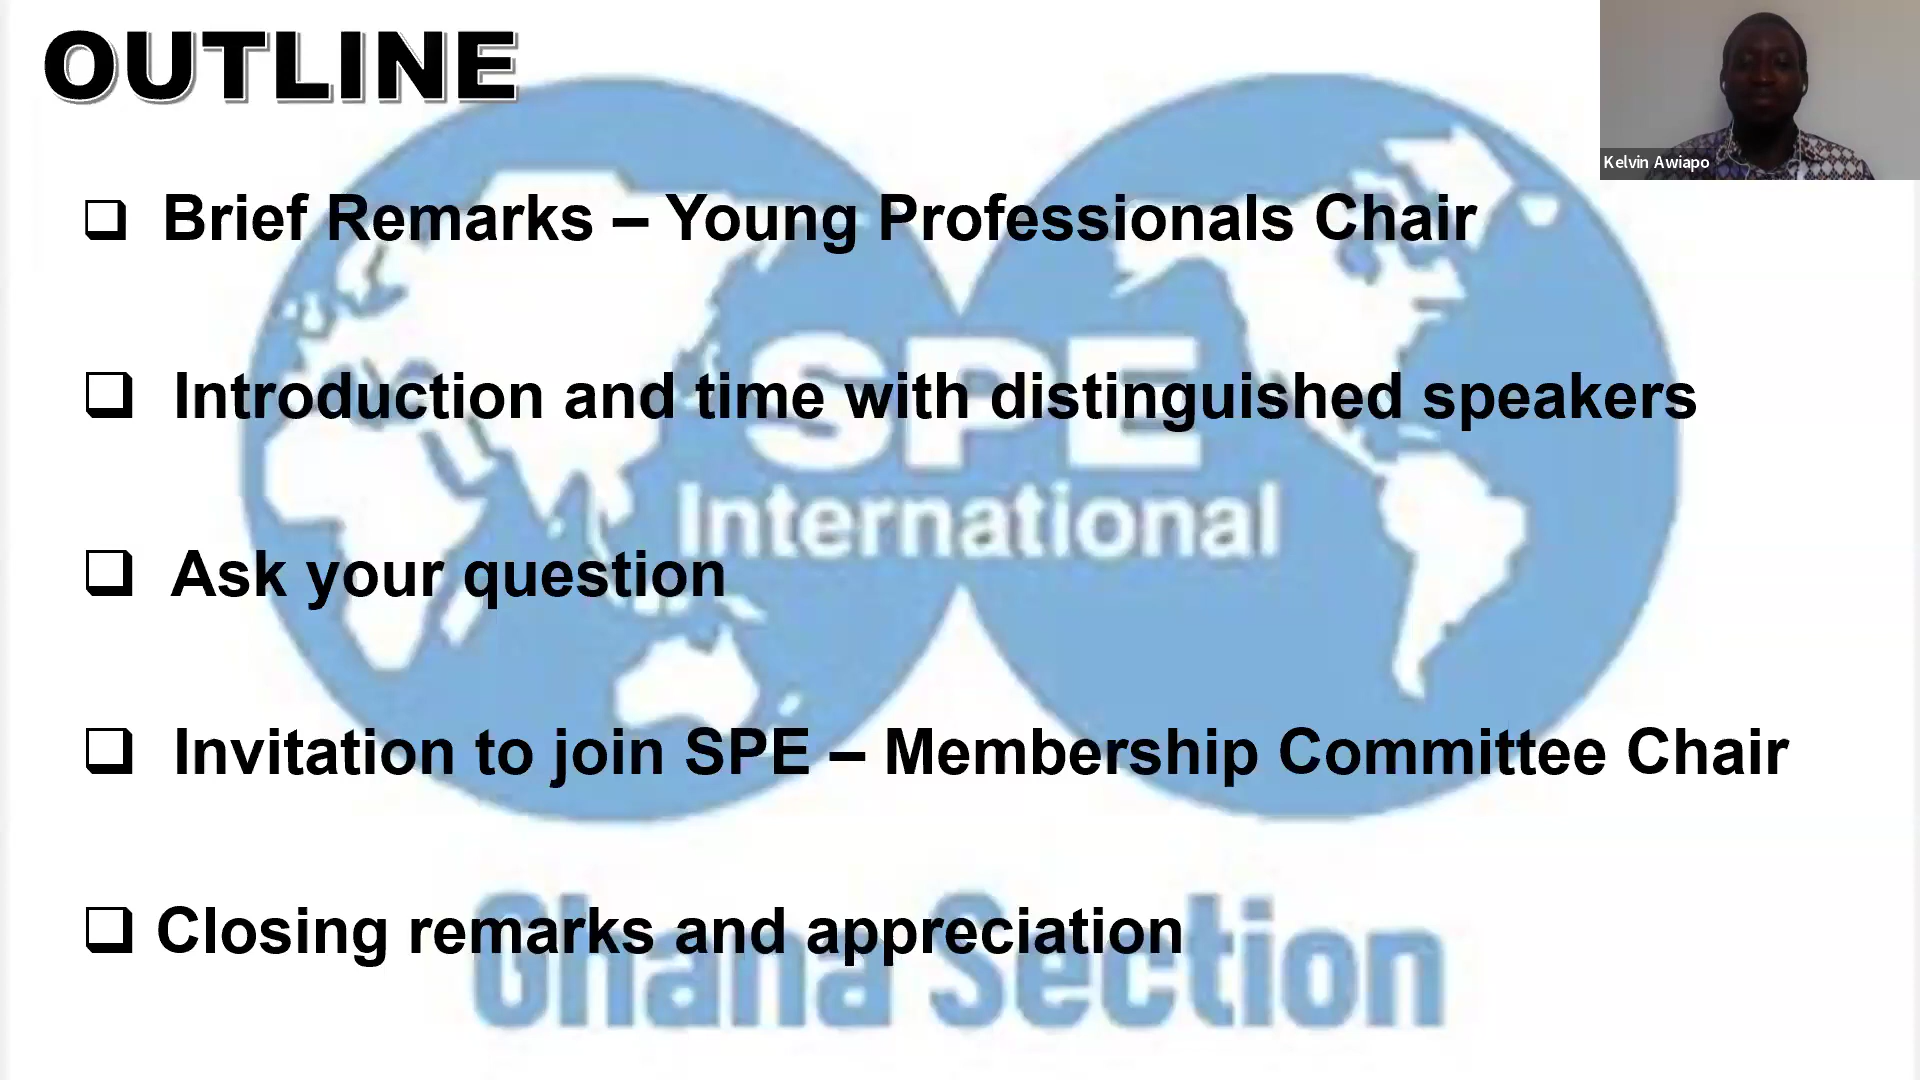 OUTLINE
Kelvin Awiapo
❑ Brief Remarks – Young Professionals Chair
❑ Introduction and time with distinguished speakers
SPE
International
❑ Ask your question
❑ Invitation to join SPE – Membership Committee Chair
❑ Closing remarks and appreciation
Ghana Section